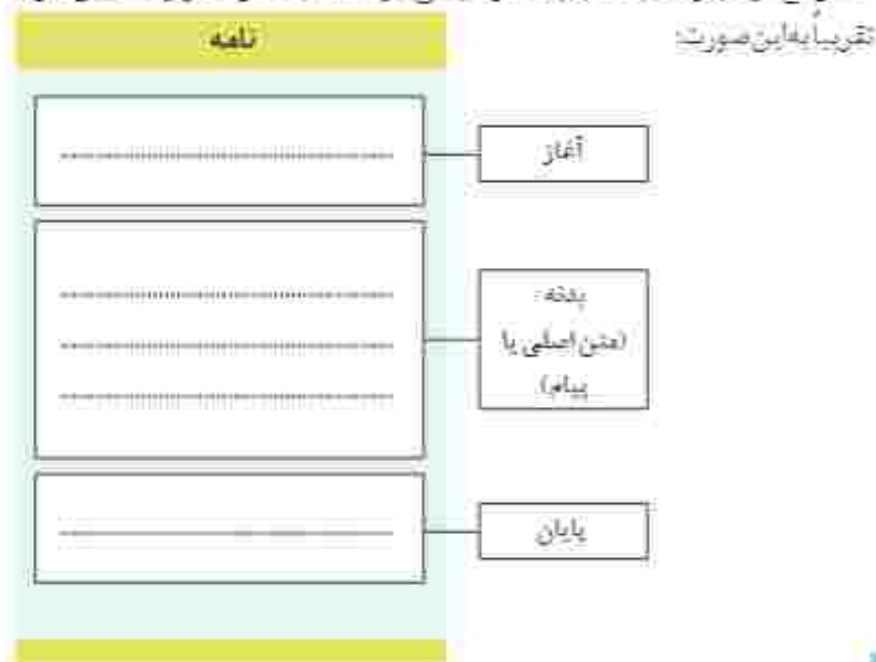 تقریباً به این صورت:
نامه
آغاز
بدنه:
(متن اصلی یا
پیام)
پایان